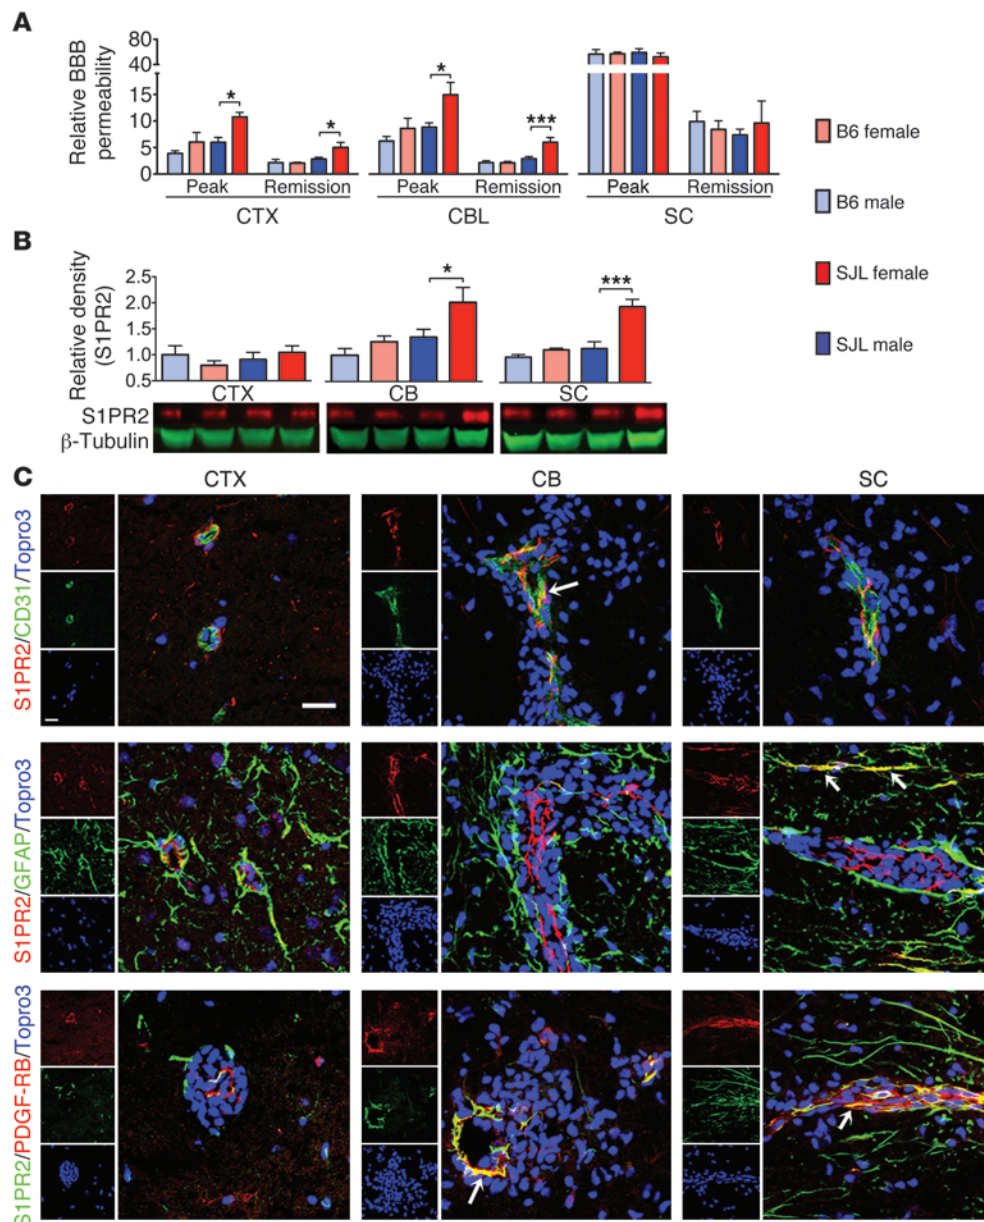 A
Relative BBB
permeability
80
40
15
10
5
0
*
*
*
***
Peak
Remission
Peak
Remission
Peak
Remission
CTX
CBL
SC
B6 female
B6 male
SJL female
SJL male
B
Relative density
(S1PR2)
2.5
2.0
1.5
1.0
0.5
*
***
CTX
CB
SC
S1PR2
β-Tubulin
C
CTX
CB
SC
S1PR2/CD31/Topro3
S1PR2/GFAP/Topro3
S1PR2/PDGF-RB/Topro3